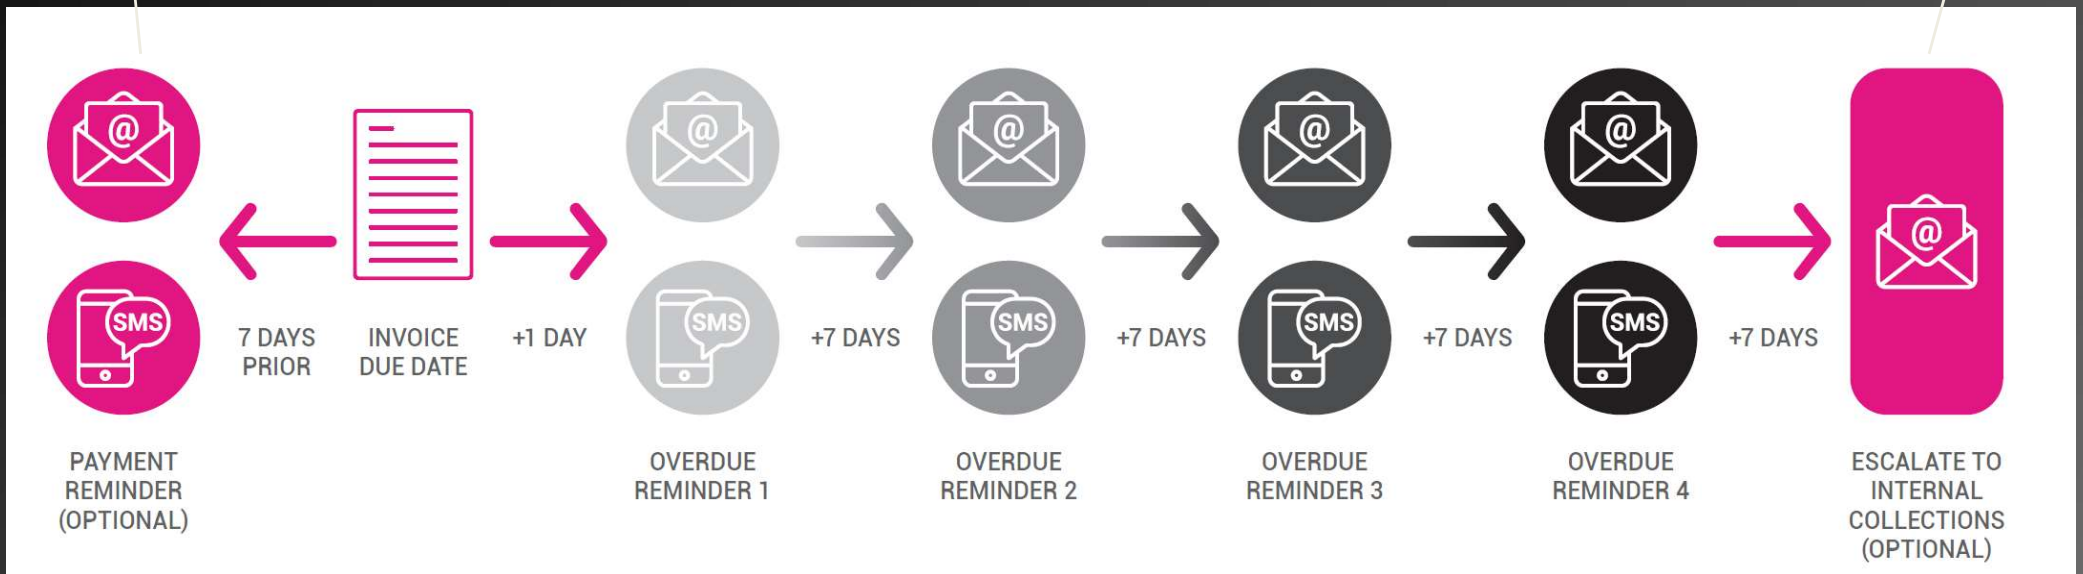 @
SMS
PAYMENT
REMINDER
(OPTIONAL)
7 DAYS
PRIOR
INVOICE
DUE DATE
+1 DAY
@
SMS
OVERDUE
REMINDER 1
+7 DAYS
@
SMS
OVERDUE
REMINDER 2
+7 DAYS
@
SMS
OVERDUE
REMINDER 3
+7 DAYS
@
SMS
OVERDUE
REMINDER 4
+7 DAYS
@
ESCALATE TO
INTERNAL
COLLECTIONS
(OPTIONAL)